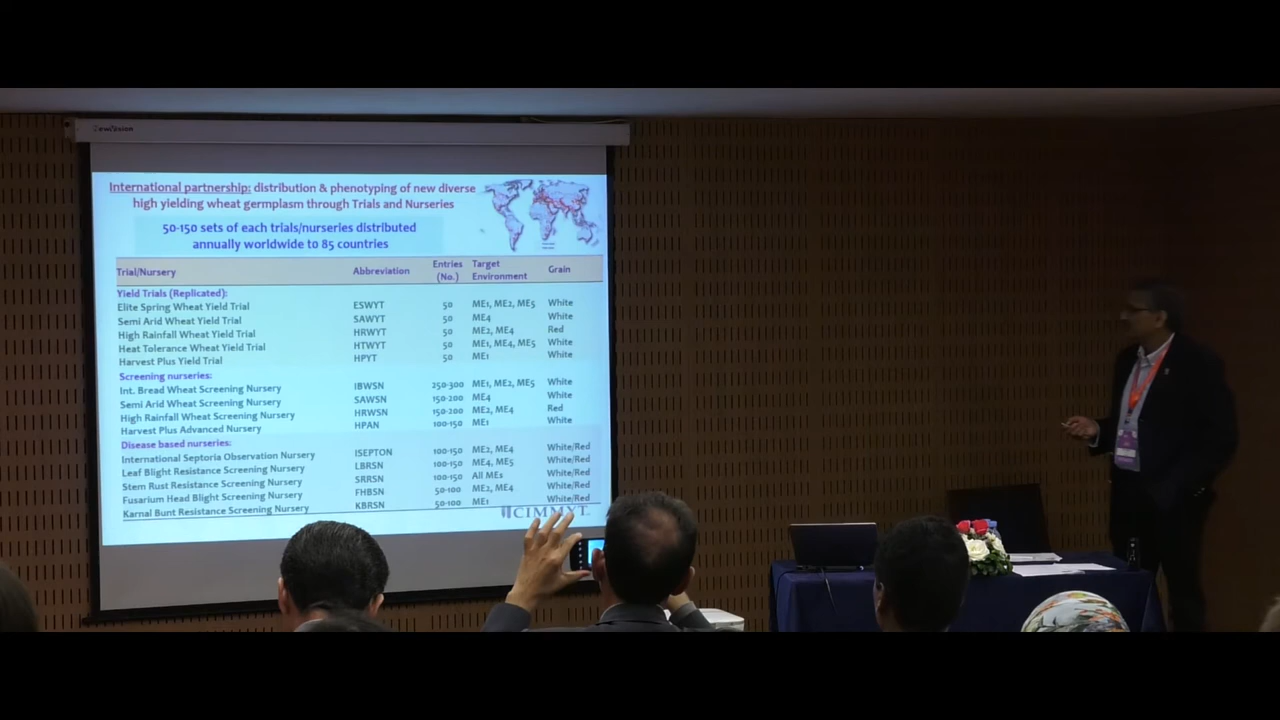 International partnership: distribution & phenotyping of new diverse
high yielding wheat germplasm through Trials and Nurseries
50-150 sets of each trials/nurseries distributed
annually worldwide to 85 countries
Trial/Nursery Abbreviation Entries (No.) Target Environment Grain
Yield Trials (Replicated):
Elite Spring Wheat Yield Trial ESWYT 50 ME1, ME2, ME5 White
Semi Arid Wheat Yield Trial SAWYT 50 ME4 White
High Rainfall Wheat Yield Trial HRWYT 50 ME2, ME4 Red
Heat Tolerance Wheat Yield Trial HTWYT 50 ME1, ME4, ME5 White
Harvest Plus Yield Trial HPYT 50 ME1 White
Screening nurseries:
Int. Bread Wheat Screening Nursery IBWSN 250-300 ME1, ME2, ME5 White
Semi Arid Wheat Screening Nursery SAWSN 150-200 ME4 White
High Rainfall Wheat Screening Nursery HRWSN 150-200 ME2, ME4 Red
Harvest Plus Advanced Nursery HPAN 100-150 ME1 White
Disease based nurseries:
International Septoria Observation Nursery ISEPTON 100-150 ME2, ME4 White/Red
Leaf Blight Resistance Screening Nursery LBRSN 100-150 ME4, ME5 White/Red
Stem Rust Resistance Screening Nursery SRRSN 100-150 All MEs White/Red
Fusarium Head Blight Screening Nursery FHBSN 50-100 ME2, ME4 White/Red
Karnal Bunt Resistance Screening Nursery KBRSN 50-100 ME1 White/Red
CIMMYT